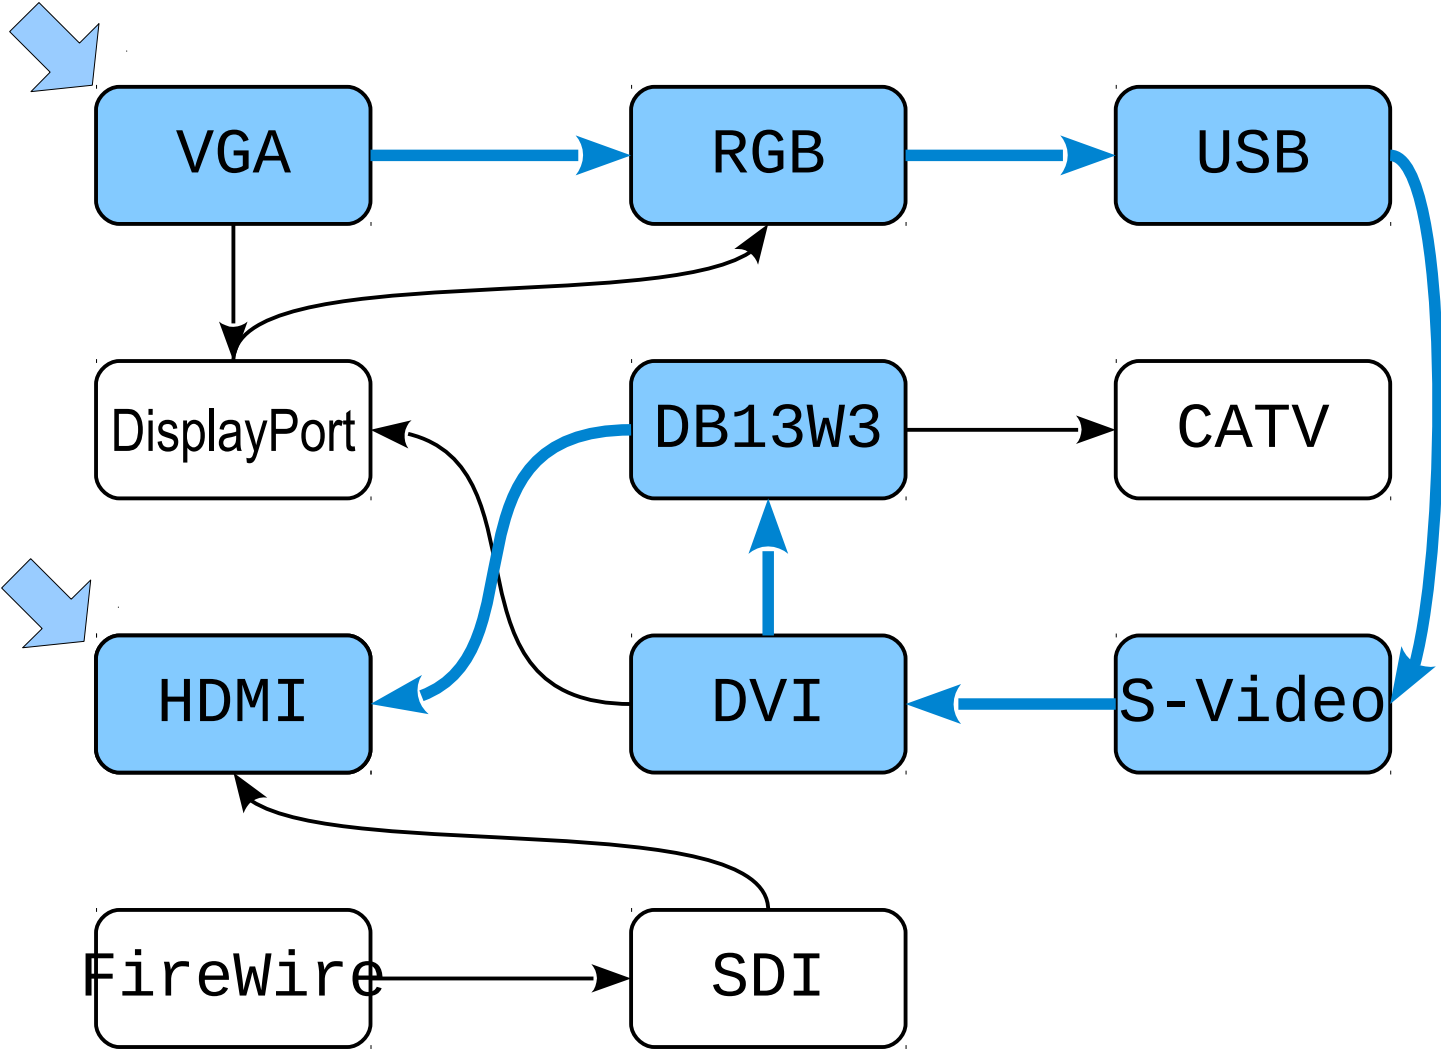 VGA
RGB
USB
DisplayPort
DB13W3
CATV
HDMI
DVI
S-Video
FireWire
SDI